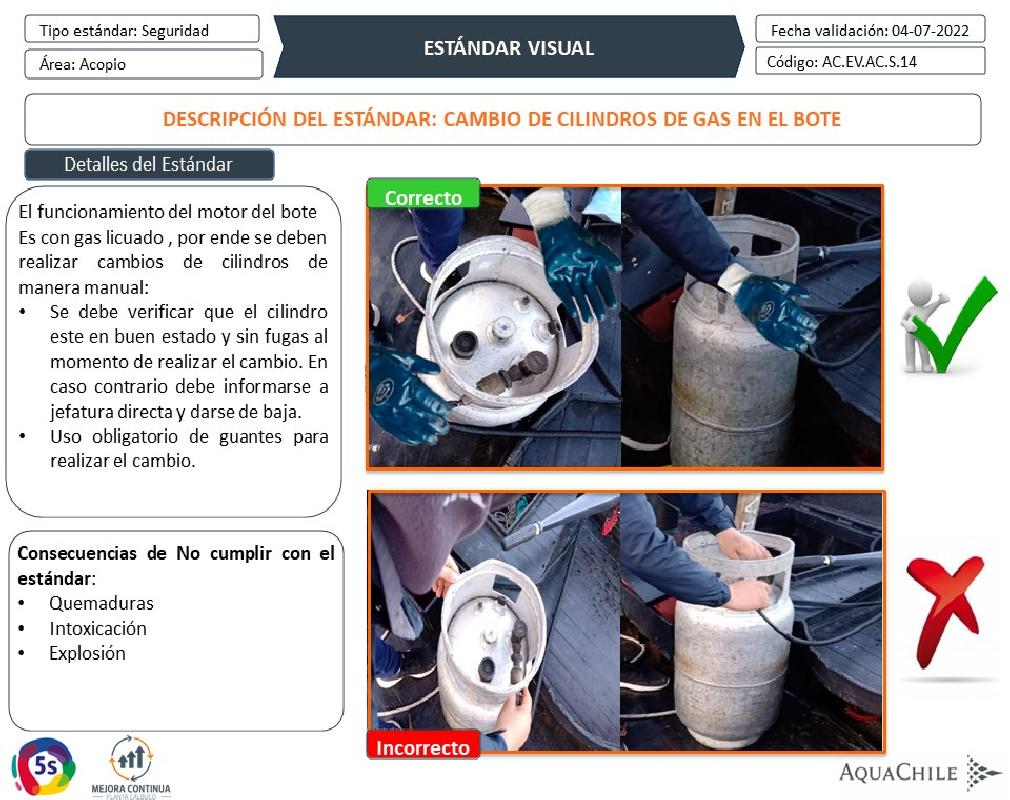 Tipo estándar: Seguridad
Área: Acopio
ESTÁNDAR VISUAL
Fecha validación: 04-07-2022
Código: AC.EV.AC.S.14
DESCRIPCIÓN DEL ESTÁNDAR: CAMBIO DE CILINDROS DE GAS EN EL BOTE
Detalles del Estándar
El funcionamiento del motor del bote
Es con gas licuado , por ende se deben
realizar cambios de cilindros de
manera manual:
• Se debe verificar que el cilindro
este en buen estado y sin fugas al
momento de realizar el cambio. En
caso contrario debe informarse a
jefatura directa y darse de baja.
• Uso obligatorio de guantes para
realizar el cambio.
Correcto
Consecuencias de No cumplir con el
estándar:
• Quemaduras
• Intoxicación
• Explosión
Incorrecto
5s
MEJORA CONTINUA
PLANTA CALBUCO
AQUACHILE